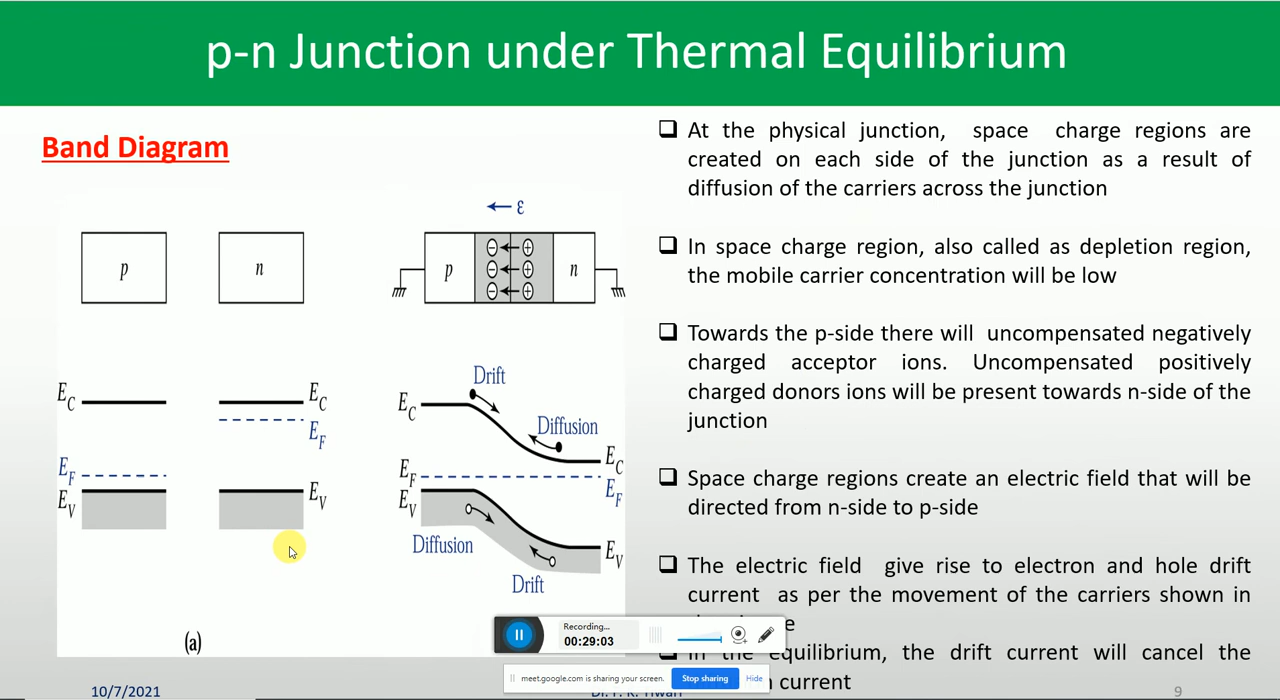 p-n Junction under Thermal Equilibrium
Band Diagram
← ε
p
n
p
n
E_C
E_C
E_F
E_F
E_V
E_V
Drift
E_C
Diffusion
E_C
E_F
E_F
E_V
E_V
Diffusion
Drift
(a)
At the physical junction, space charge regions are
created on each side of the junction as a result of
diffusion of the carriers across the junction
In space charge region, also called as depletion region,
the mobile carrier concentration will be low
Towards the p-side there will uncompensated negatively
charged acceptor ions. Uncompensated positively
charged donors ions will be present towards n-side of the
junction
Space charge regions create an electric field that will be
directed from n-side to p-side
The electric field give rise to electron and hole drift
current as per the movement of the carriers shown in
In the equilibrium, the drift current will cancel the
current
Recording...
00:29:03
meet.google.com is sharing your screen.
Stop sharing
Hide
10/7/2021
9